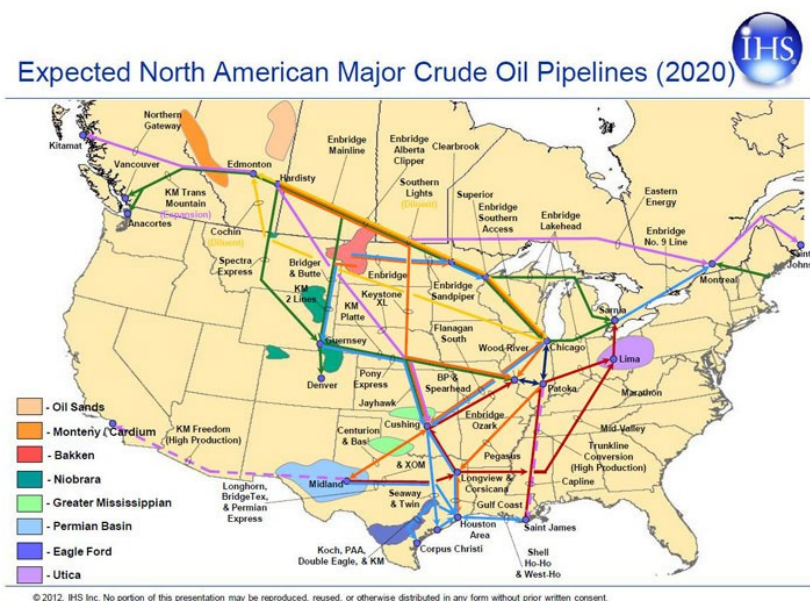 IHS
Expected North American Major Crude Oil Pipelines (2020)
Northern
Gateway
Kitamat
Vancouver
Edmonton
Hardisty
KM Trans
Mountain
(Expansion)
Anacortes
Enbridge
Mainline
Enbridge
Alberta
Clipper
Clearbrook
Southern
Lights
(Diluent)
Superior
Enbridge
Southern
Access
Enbridge
Lakehead
Eastern
Energy
Enbridge
No. 9 Line
Saint
Johns
Montreal
Cochin
(Diluent)
Spectra
Express
Bridger
& Butte
Enbridge
KM
2 Lines
KM
Platte
Keystone
XL
Enbridge
Sandpiper
Sarnia
Flanagan
South
Guernsey
Wood River
Chicago
Lima
Denver
Pony
Express
BP &
Spearhead
Patoka
Marathon
Jayhawk
Cushing
Enbridge
Ozark
Mid-Valley
KM Freedom
(High Production)
Centurion
& Basi
Pegasus
Trunkline
Conversion
(High Production)
& XOM
Midland
Longview &
Corsicana
Capline
Longhorn,
BridgeTex,
& Permian
Express
Seaway
& Twin
Gulf Coast
Houston
Area
Saint James
Koch, PAA,
Double Eagle, & KM
Corpus Christi
Shell
Ho-Ho
& West-Ho
- Oil Sands
- Monteny / Cardium
- Bakken
- Niobrara
- Greater Mississippian
- Permian Basin
- Eagle Ford
- Utica
© 2012, IHS Inc. No portion of this presentation may be reproduced, reused, or otherwise distributed in any form without prior written consent.